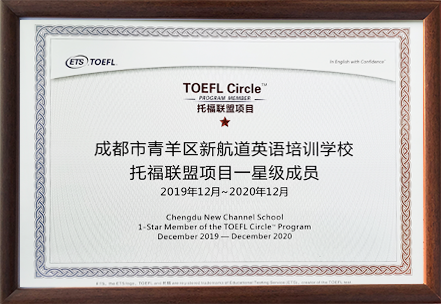 ETS TOEFL
In English with Confidence
TOEFL Circle™
PROGRAM MEMBER
托福联盟项目
成都市青羊区新航道英语培训学校
托福联盟项目一星级成员
2019年12月~2020年12月
Chengdu New Channel School
1-Star Member of the TOEFL Circle™ Program
December 2019 — December 2020